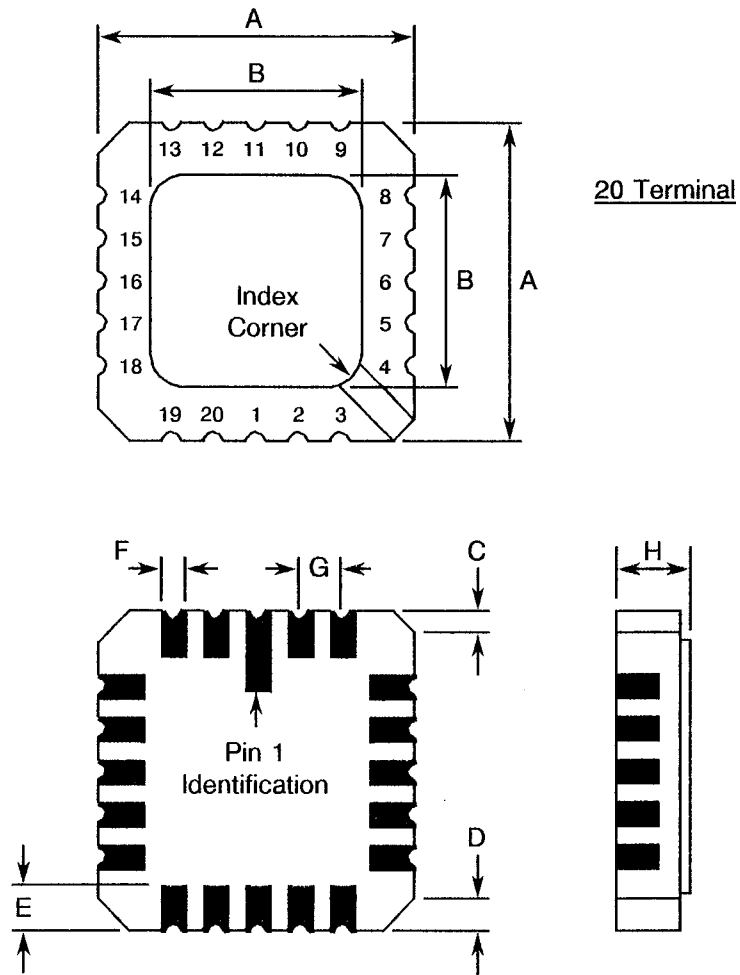 A
B
13 12 11 10 9
20 Terminal
14 8
15 7
16 6
17 5
18 4
B A
Index
Corner
19 20 1 2 3
F G C H
Pin 1
Identification
D
E